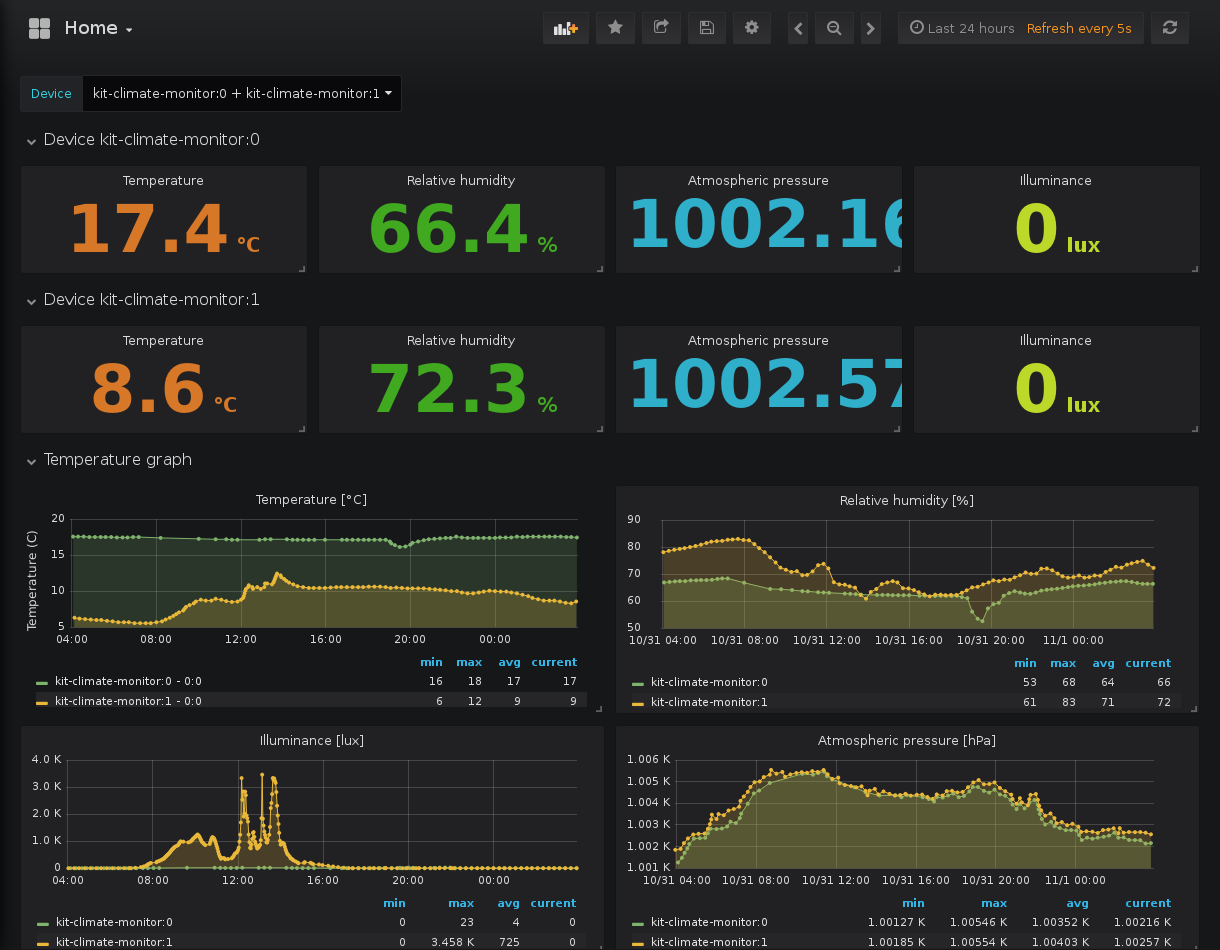 Home
Last 24 hours Refresh every 5s
Device kit-climate-monitor:0 + kit-climate-monitor:1
Device kit-climate-monitor:0
Temperature Relative humidity Atmospheric pressure Illuminance
17.4 °C 66.4 % 1002.16 0 lux
Device kit-climate-monitor:1
Temperature Relative humidity Atmospheric pressure Illuminance
8.6 °C 72.3 % 1002.57 0 lux
Temperature graph
Temperature [°C]
Temperature (C)
20
15
10
5
04:00 08:00 12:00 16:00 20:00 00:00
min max avg current
kit-climate-monitor:0 - 0:0 16 18 17 17
kit-climate-monitor:1 - 0:0 6 12 9 9
Relative humidity [%]
90
80
70
60
50
10/31 04:00 10/31 08:00 10/31 12:00 10/31 16:00 10/31 20:00 11/1 00:00
min max avg current
kit-climate-monitor:0 53 68 64 66
kit-climate-monitor:1 61 83 71 72
Illuminance [lux]
4.0 K
3.0 K
2.0 K
1.0 K
0
04:00 08:00 12:00 16:00 20:00 00:00
min max avg current
kit-climate-monitor:0 0 23 4 0
kit-climate-monitor:1 0 3.458 K 725 0
Atmospheric pressure [hPa]
1.006 K
1.005 K
1.004 K
1.003 K
1.002 K
1.001 K
10/31 04:00 10/31 08:00 10/31 12:00 10/31 16:00 10/31 20:00 11/1 00:00
min max avg current
kit-climate-monitor:0 1.00127 K 1.00546 K 1.00352 K 1.00216 K
kit-climate-monitor:1 1.00185 K 1.00554 K 1.00403 K 1.00257 K